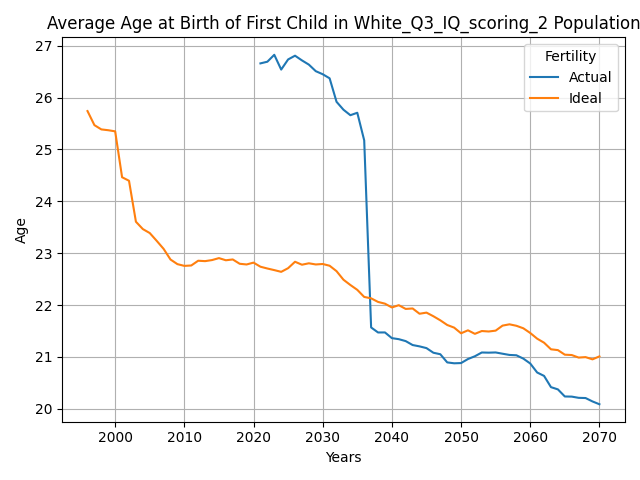 Average Age at Birth of First Child in White_Q3_IQ_scoring_2 Population
Fertility
Actual
Ideal
Age
27
26
25
24
23
22
21
20
2000
2010
2020
2030
2040
2050
2060
2070
Years